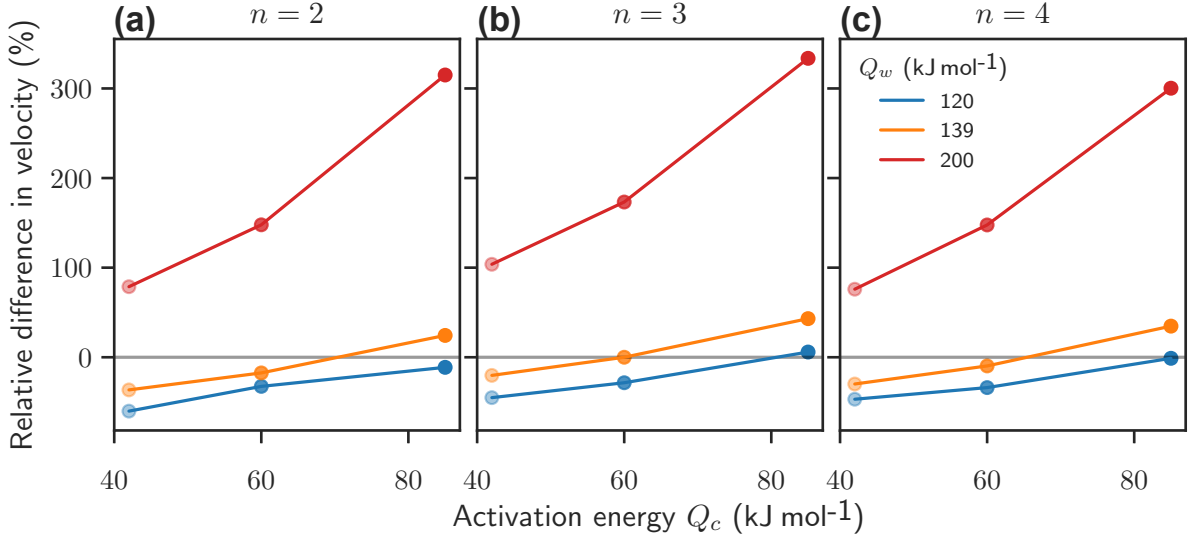 (a) n = 2
(b) n = 3
(c) n = 4
Relative difference in velocity (%)
300
200
100
0
Q_w (kJ mol-1)
120
139
200
40 60 80
40 60 80
40 60 80
Activation energy Q_c (kJ mol-1)